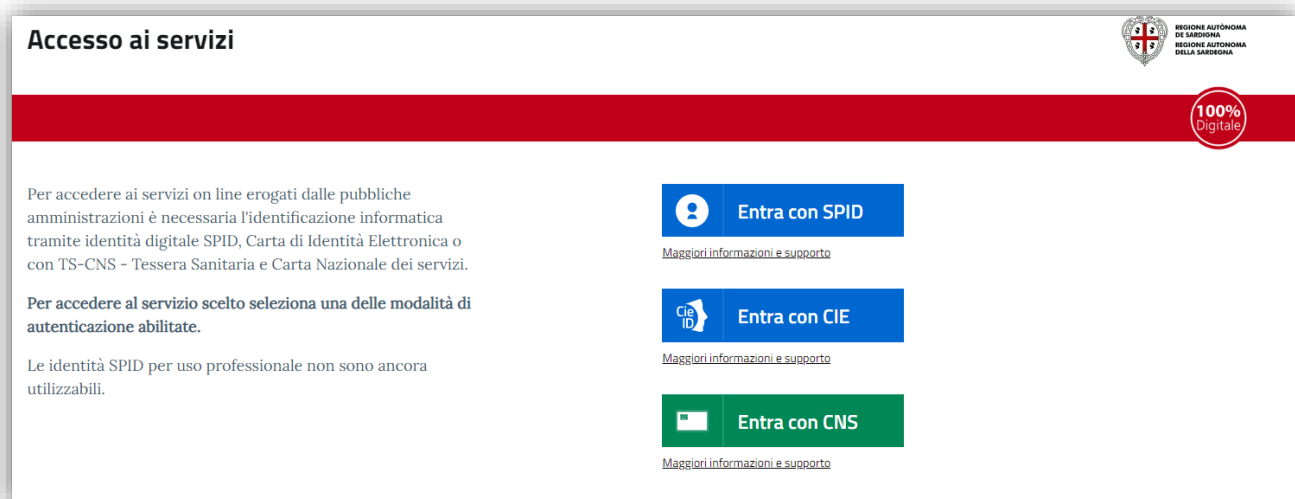 Accesso ai servizi
REGIONE AUTÒNOMA
DE SARDIGNA
REGIONE AUTONOMA
DELLA SARDEGNA
100%
Digitale
Per accedere ai servizi on line erogati dalle pubbliche
amministrazioni è necessaria l'identificazione informatica
tramite identità digitale SPID, Carta di Identità Elettronica o
con TS-CNS - Tessera Sanitaria e Carta Nazionale dei servizi.
Per accedere al servizio scelto seleziona una delle modalità di
autenticazione abilitate.
Le identità SPID per uso professionale non sono ancora
utilizzabili.
Entra con SPID
Maggiori informazioni e supporto
Cie
ID
Entra con CIE
Maggiori informazioni e supporto
Entra con CNS
Maggiori informazioni e supporto